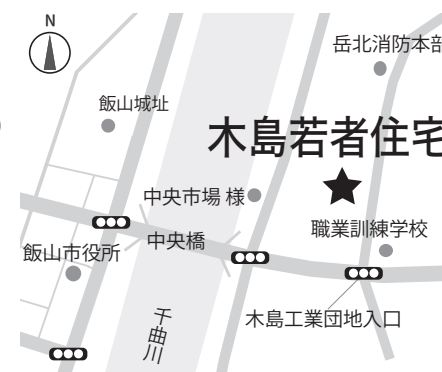 N
岳北消防本部
飯山城址
木島若者住宅
中央市場 様
職業訓練学校
中央橋
飯山市役所
千曲川
木島工業団地入口